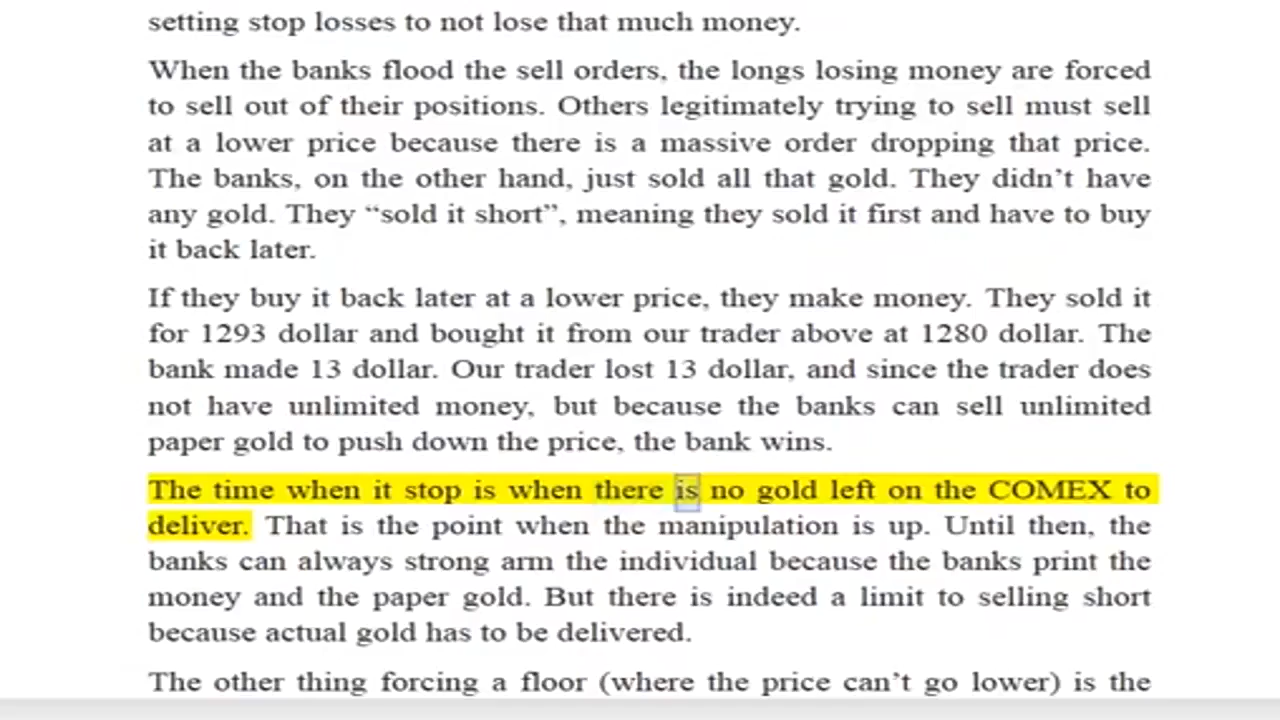 setting stop losses to not lose that much money.
When the banks flood the sell orders, the longs losing money are forced
to sell out of their positions. Others legitimately trying to sell must sell
at a lower price because there is a massive order dropping that price.
The banks, on the other hand, just sold all that gold. They didn’t have
any gold. They “sold it short”, meaning they sold it first and have to buy
it back later.
If they buy it back later at a lower price, they make money. They sold it
for 1293 dollar and bought it from our trader above at 1280 dollar. The
bank made 13 dollar. Our trader lost 13 dollar, and since the trader does
not have unlimited money, but because the banks can sell unlimited
paper gold to push down the price, the bank wins.
The time when it stop is when there is no gold left on the COMEX to
deliver. That is the point when the manipulation is up. Until then, the
banks can always strong arm the individual because the banks print the
money and the paper gold. But there is indeed a limit to selling short
because actual gold has to be delivered.
The other thing forcing a floor (where the price can’t go lower) is the